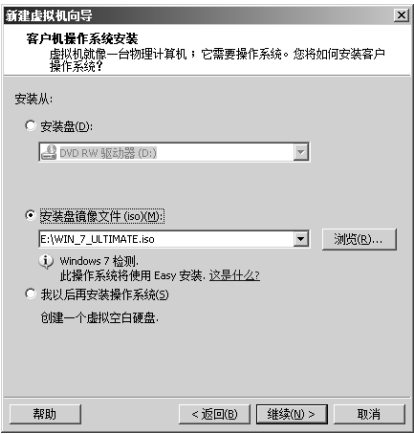 新建虚拟机向导
客户机操作系统安装
虚拟机就像一台物理计算机；它需要操作系统。您将如何安装客户
操作系统？
安装从:
安装盘(D):
DVD RW 驱动器 (D:)
安装盘镜像文件 (iso)(M):
E:\WIN_7_ULTIMATE.iso
浏览(R)...
Windows 7 检测.
此操作系统将使用 Easy 安装. 这是什么?
我以后再安装操作系统(S)
创建一个虚拟空白硬盘.
帮助 < 返回(B) 继续(N) > 取消